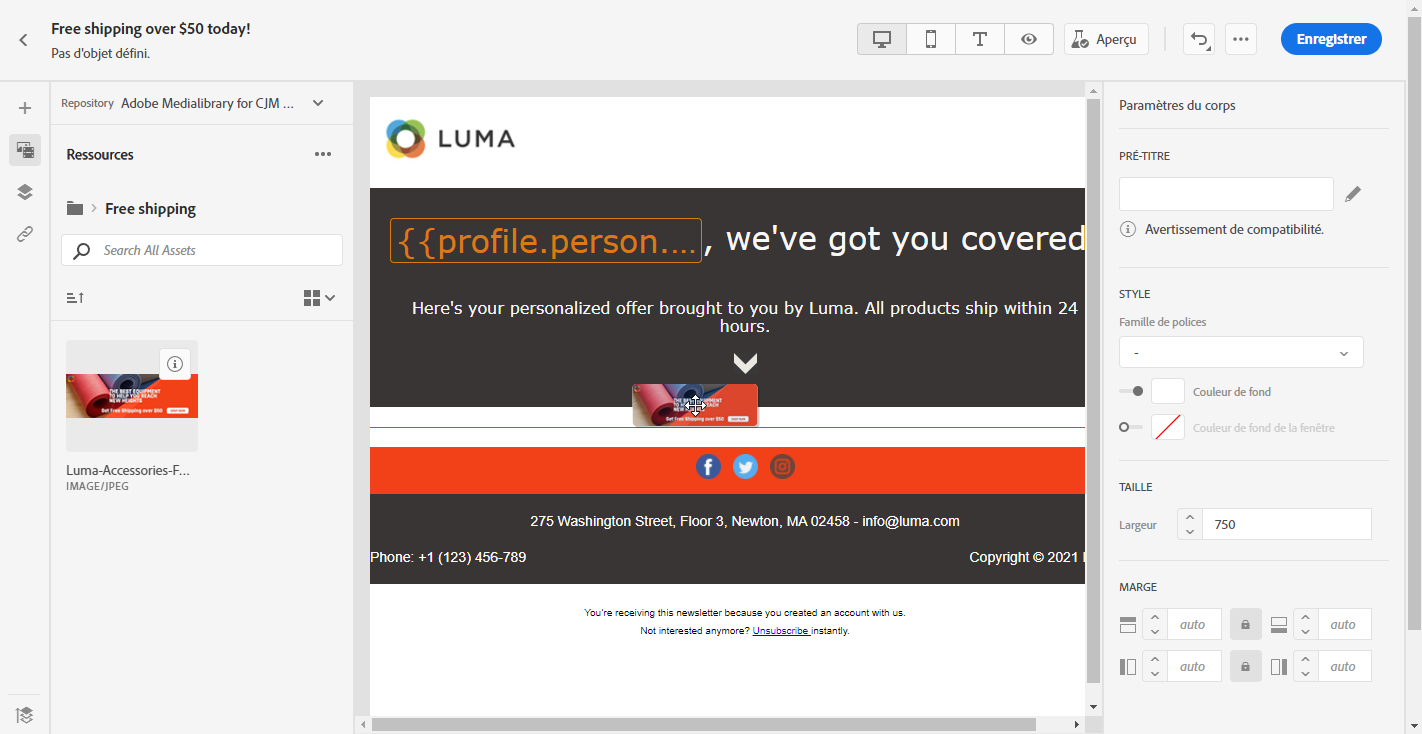 Free shipping over $50 today!
Pas d'objet défini.
Aperçu
Enregistrer
Repository Adobe Medialibrary for CJM ...
Ressources
Free shipping
Search All Assets
THE BEST EQUIPMENT
TO HELP YOU REACH
NEW HEIGHTS
Get Free Shipping over $50
Luma-Accessories-F...
IMAGE/JPEG
LUMA
{{profile.person.... , we've got you covered
Here's your personalized offer brought to you by Luma. All products ship within 24
hours.
Get Free Shipping over $50
275 Washington Street, Floor 3, Newton, MA 02458 - info@luma.com
Phone: +1 (123) 456-789
Copyright © 2021
You're receiving this newsletter because you created an account with us.
Not interested anymore? Unsubscribe instantly.
Paramètres du corps
PRÉ-TITRE
Avertissement de compatibilité.
STYLE
Famille de polices
-
Couleur de fond
Couleur de fond de la fenêtre
TAILLE
Largeur 750
MARGE
auto auto
auto auto